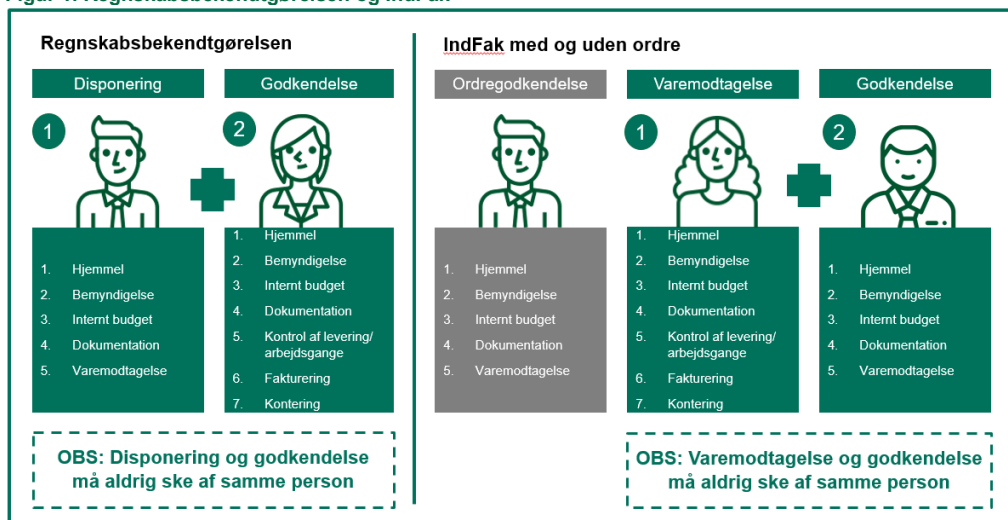 Regnskabsbekendtgørelsen
Disponering
Godkendelse
1
2
1. Hjemmel
2. Bemyndigelse
3. Internt budget
4. Dokumentation
5. Varemodtagelse
1. Hjemmel
2. Bemyndigelse
3. Internt budget
4. Dokumentation
5. Kontrol af levering/
arbejdsgange
6. Fakturering
7. Kontering
OBS: Disponering og godkendelse
må aldrig ske af samme person
IndFak med og uden ordre
Ordregodkendelse
Varemodtagelse
Godkendelse
1
2
1. Hjemmel
2. Bemyndigelse
3. Internt budget
4. Dokumentation
5. Varemodtagelse
1. Hjemmel
2. Bemyndigelse
3. Internt budget
4. Dokumentation
5. Kontrol af levering/
arbejdsgange
6. Fakturering
7. Kontering
1. Hjemmel
2. Bemyndigelse
3. Internt budget
4. Dokumentation
5. Varemodtagelse
OBS: Varemodtagelse og godkendelse
må aldrig ske af samme person